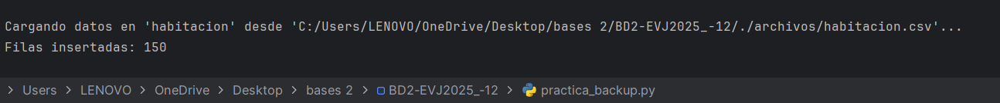 Cargando datos en 'habitacion' desde 'C:/Users/LENOVO/OneDrive/Desktop/bases 2/BD2-EVJ2025_-12/./archivos/habitacion.csv'...
Filas insertadas: 150
> Users > LENOVO > OneDrive > Desktop > bases 2 > BD2-EVJ2025_-12 > practica_backup.py